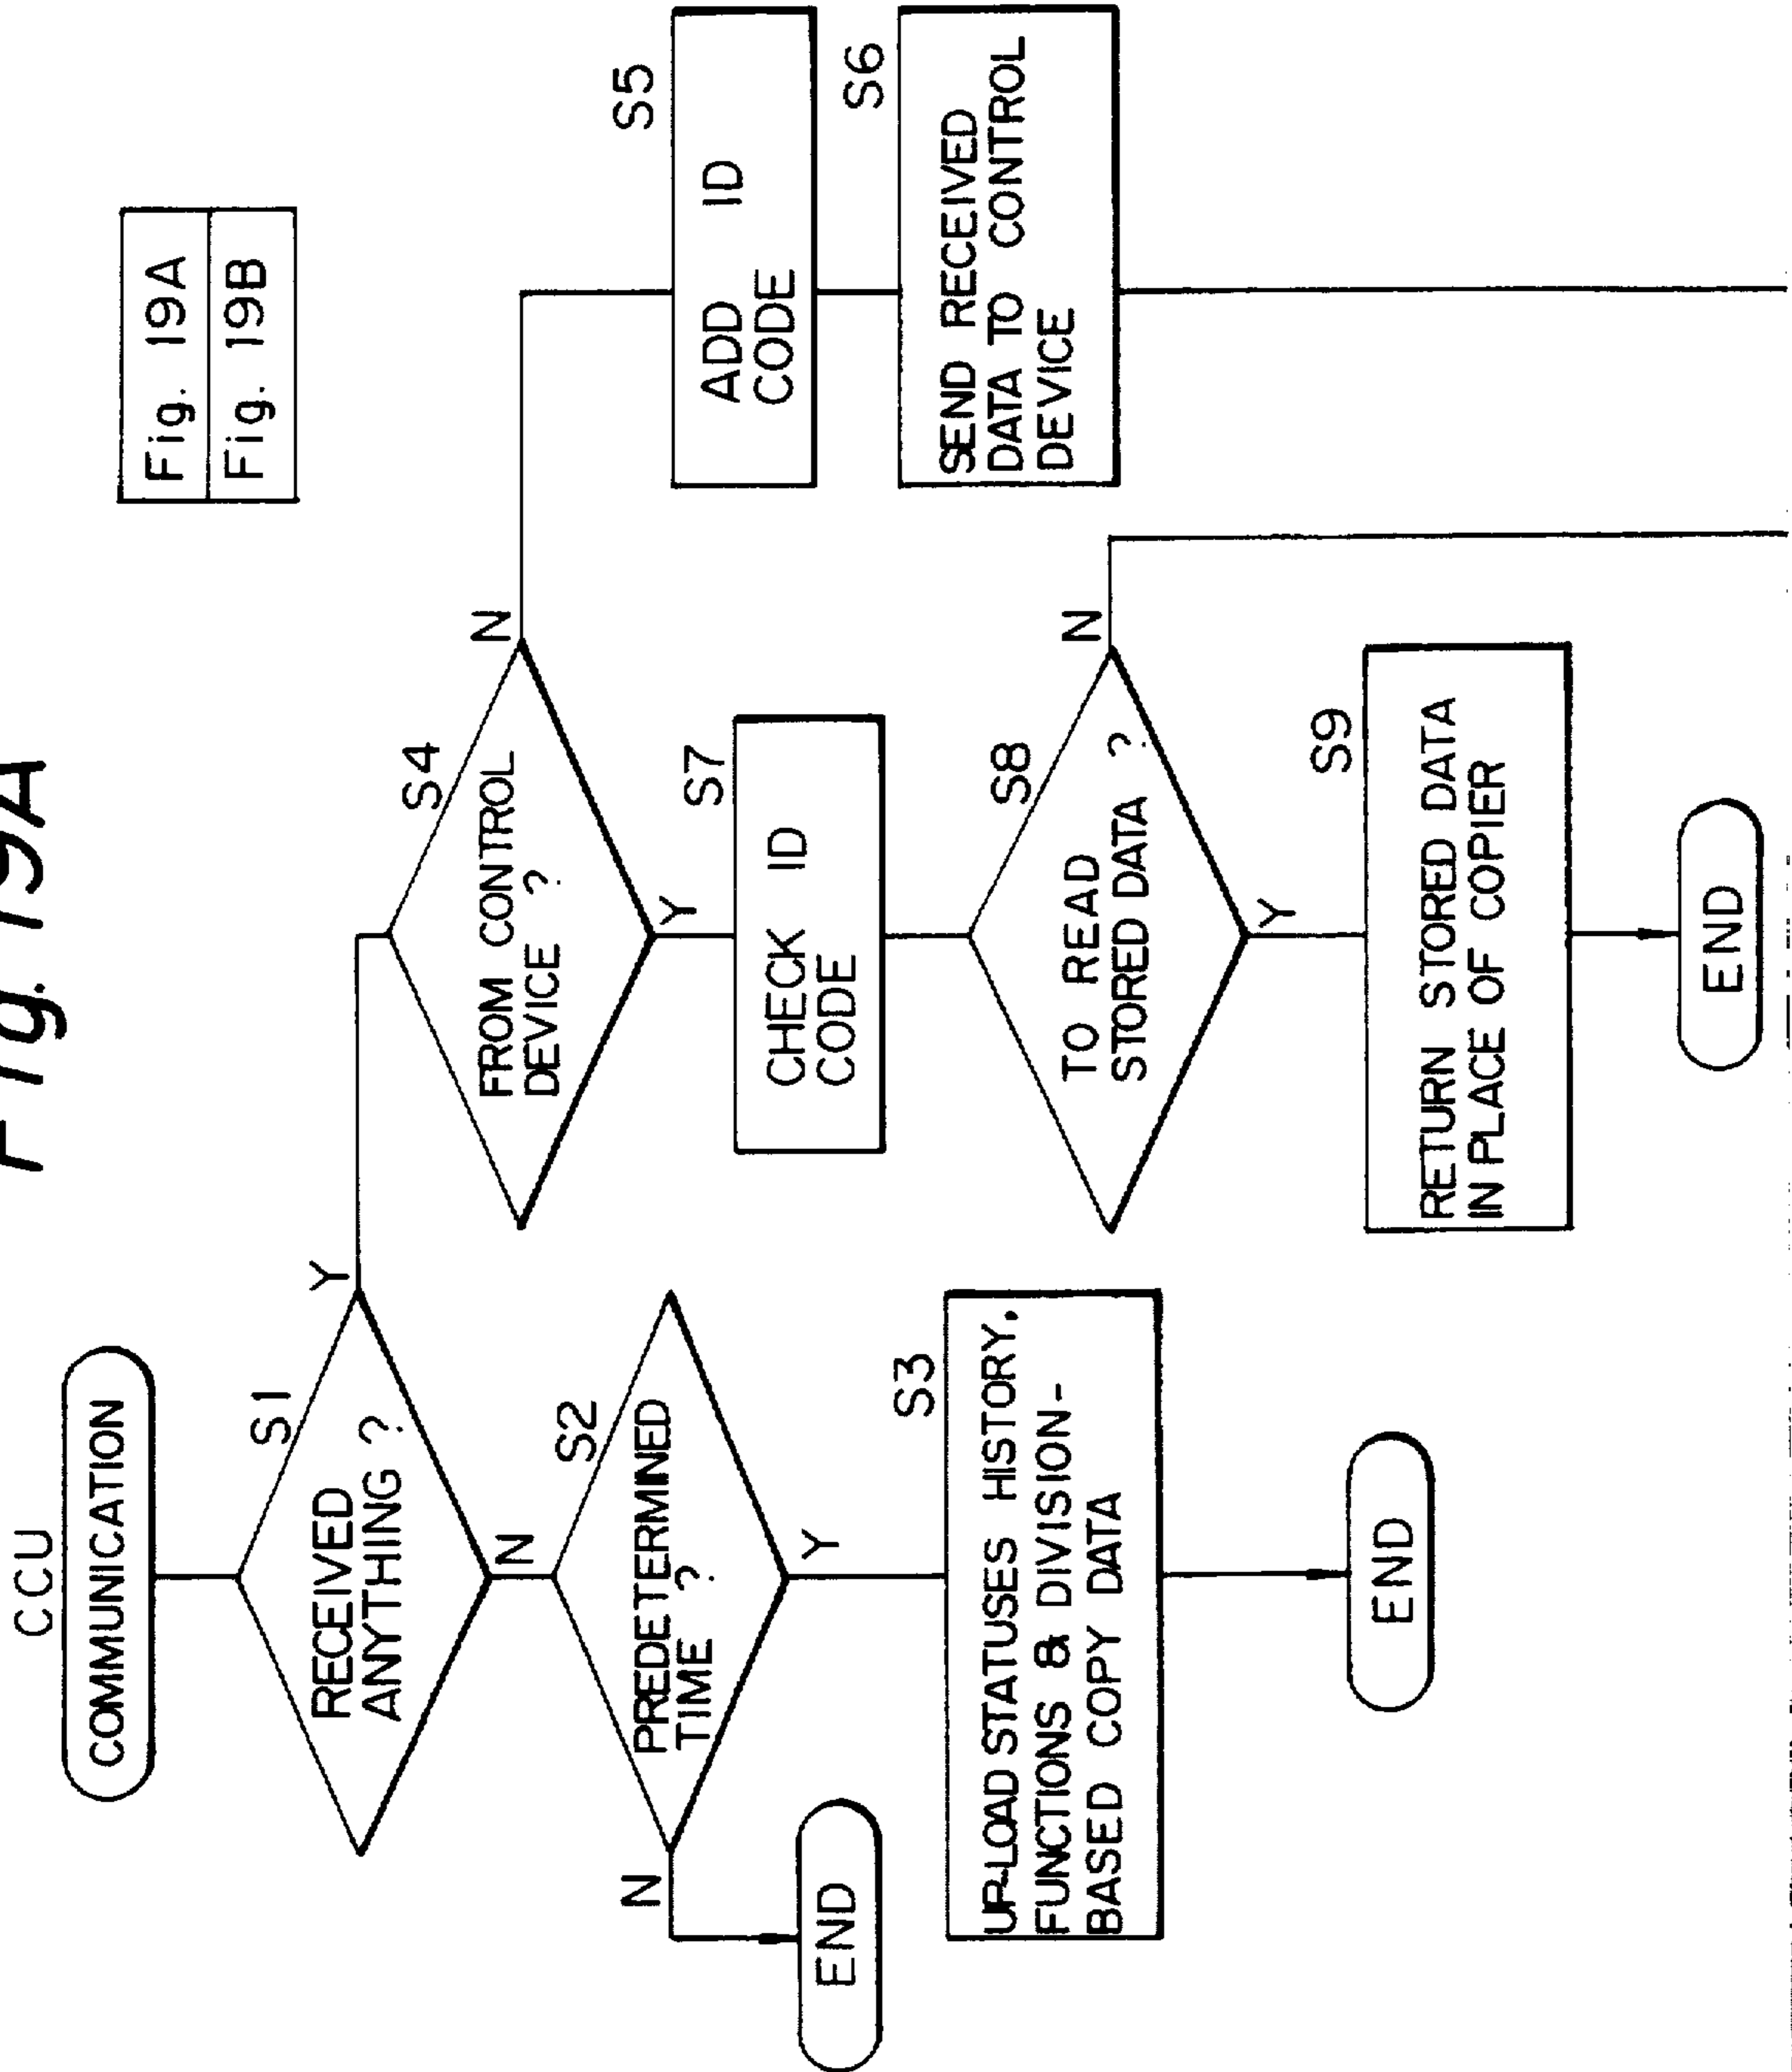 Fig. 19A
Fig. 19A
Fig. 19B
CCU
COMMUNICATION
S1
RECEIVED
ANYTHING ?
Y
N
S2
PREDETERMINED
TIME ?
N
Y
END
S3
UP-LOAD STATUSES HISTORY,
FUNCTIONS & DIVISION-
BASED COPY DATA
END
S4
FROM CONTROL
DEVICE ?
N
Y
S5
ADD ID
CODE
S6
SEND RECEIVED
DATA TO CONTROL
DEVICE
S7
CHECK ID
CODE
S8
TO READ
STORED DATA ?
N
Y
S9
RETURN STORED DATA
IN PLACE OF COPIER
END